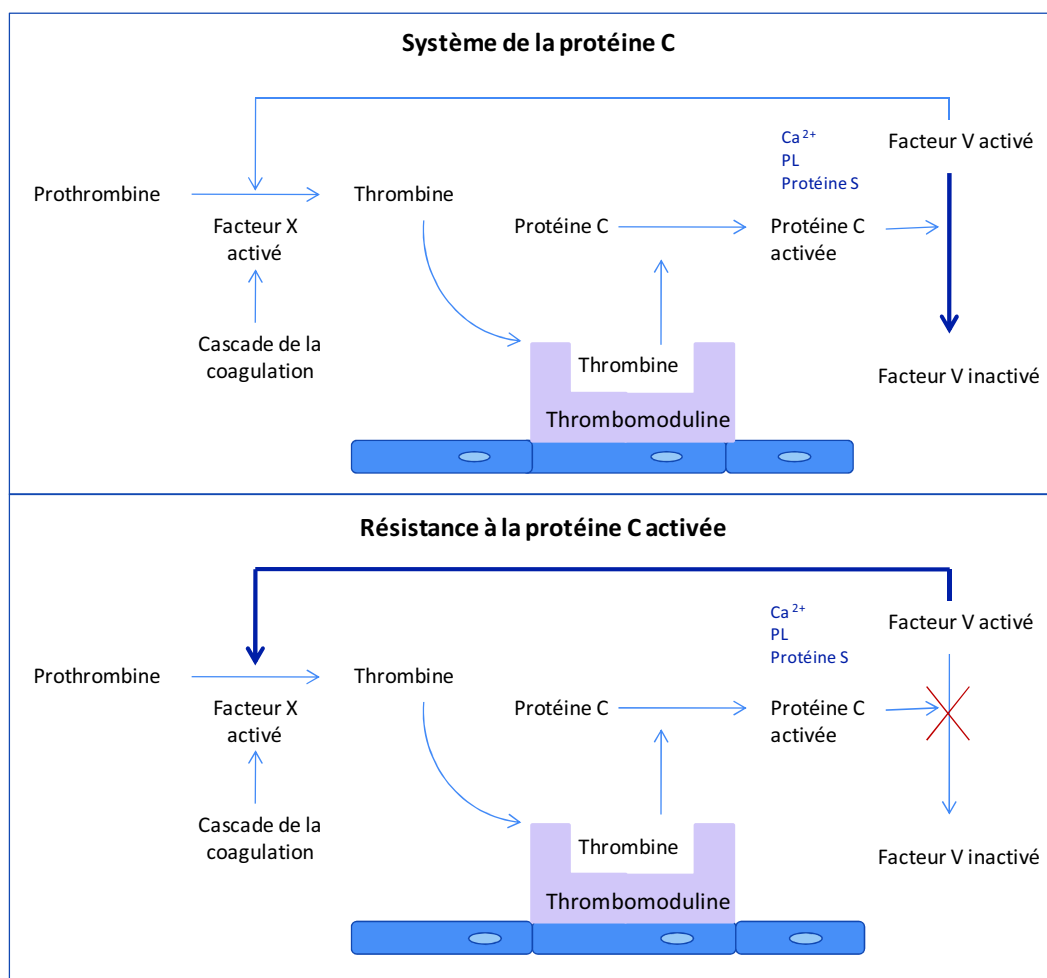 Système de la protéine C
Ca²⁺
PL
Protéine S
Facteur V activé
Prothrombine
Thrombine
Facteur X
activé
Protéine C
Protéine C
activée
Cascade de la
coagulation
Thrombine
Facteur V inactivé
Thrombomoduline
Résistance à la protéine C activée
Ca²⁺
PL
Protéine S
Facteur V activé
Prothrombine
Thrombine
Facteur X
activé
Protéine C
Protéine C
activée
Cascade de la
coagulation
Thrombine
Facteur V inactivé
Thrombomoduline